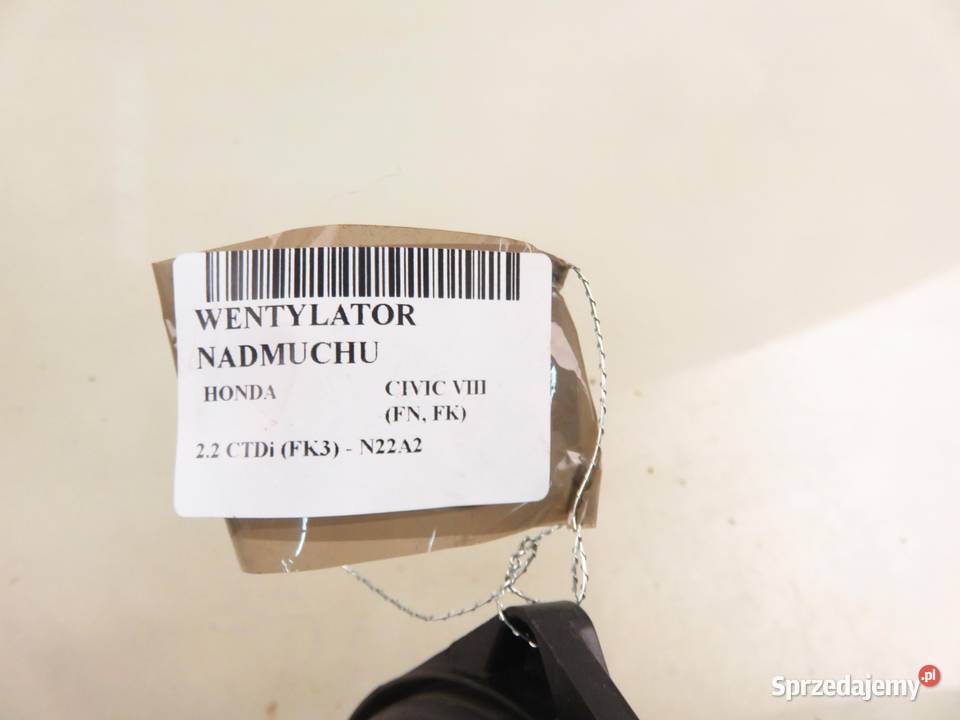 WENTYLATOR
NADMUCHU
HONDA CIVIC VIII
(FN, FK)
2.2 CTDi (FK3) - N22A2
Sprzedajemy.pl